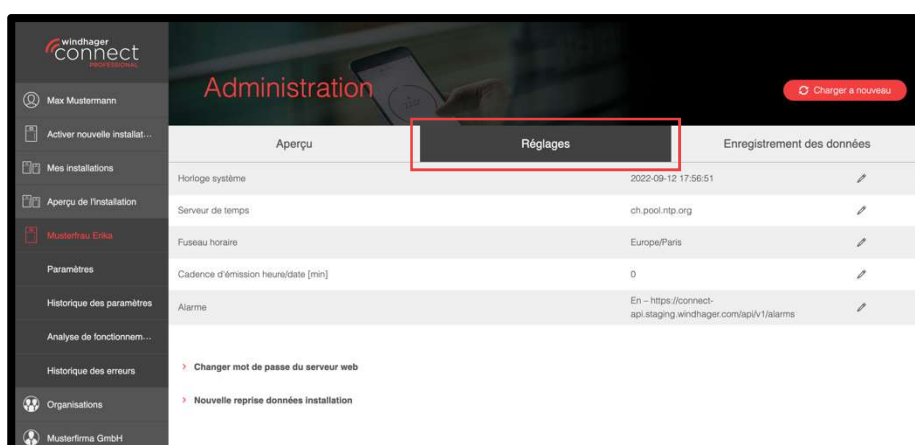 windhager
connect
PROFESSIONAL
Max Mustermann
Activer nouvelle installat...
Mes installations
Aperçu de l'installation
Musterfrau Erika
Paramètres
Historique des paramètres
Analyse de fonctionnem...
Historique des erreurs
Organisations
Musterfirma GmbH
Administration
Charger a nouveau
Aperçu Réglages Enregistrement des données
Horloge système 2022-09-12 17:56:51
Serveur de temps ch.pool.ntp.org
Fuseau horaire Europe/Paris
Cadence d'émission heure/date [min] 0
Alarme En – https://connect-
api.staging.windhager.com/api/v1/alarms
> Changer mot de passe du serveur web
> Nouvelle reprise données installation